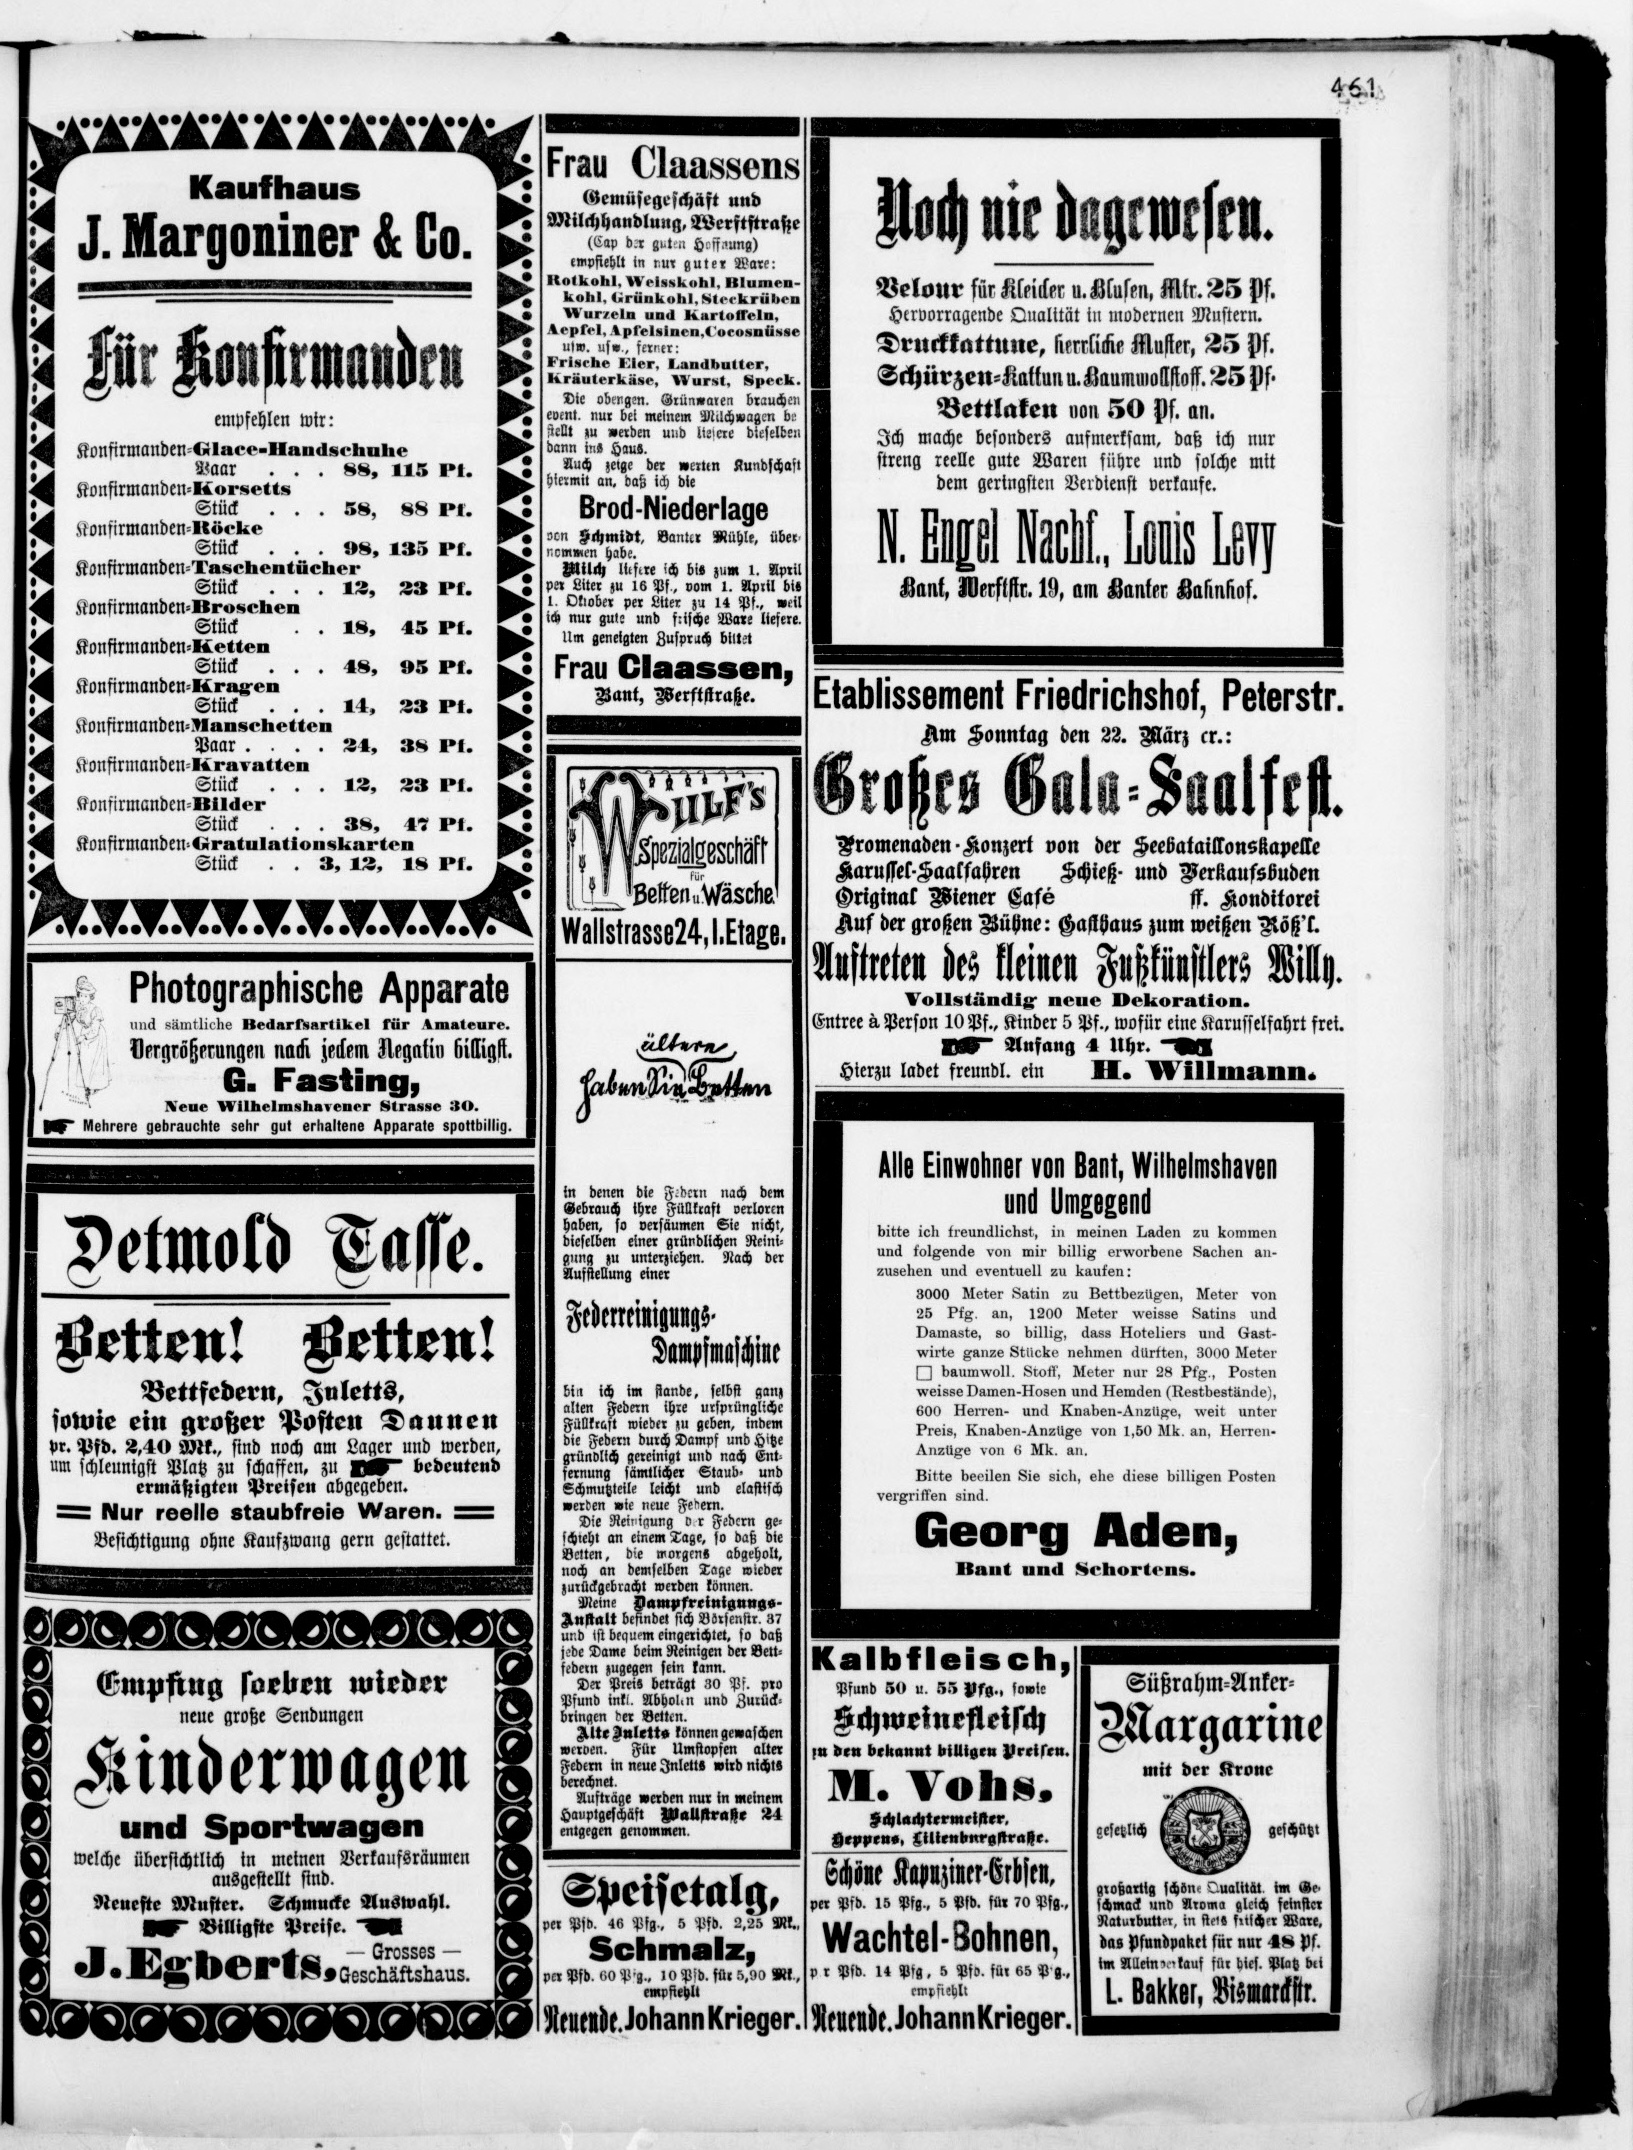 461
Kaufhaus
J. Margoniner & Co.
Für Konfirmanden
empfehlen wir:
Konfirmanden-Glace-Handschuhe
Paar . . . 88, 115 Pf.
Konfirmanden-Korsetts
Stück . . . 58, 88 Pf.
Konfirmanden-Röcke
Stück . . . 98, 135 Pf.
Konfirmanden-Taschentücher
Stück . . . 12, 23 Pf.
Konfirmanden-Broschen
Stück . . 18, 45 Pf.
Konfirmanden-Ketten
Stück . . . 48, 95 Pf.
Konfirmanden-Kragen
Stück . . . 14, 23 Pf.
Konfirmanden-Manschetten
Paar . . . . 24, 38 Pf.
Konfirmanden-Kravatten
Stück . . . 12, 23 Pf.
Konfirmanden-Bilder
Stück . . . 38, 47 Pf.
Konfirmanden-Gratulationskarten
Stück . . 3, 12, 18 Pf.
Photographische Apparate
und sämtliche Bedarfsartikel für Amateure.
Vergrößerungen nach jedem Negativ billigst.
G. Fasting,
Neue Wilhelmshavener Strasse 30.
Mehrere gebrauchte sehr gut erhaltene Apparate spottbillig.
Detmold Tasse.
Betten! Betten!
Bettfedern, Inletts,
sowie ein großer Posten Daunen
pr. Pfd. 2,40 Mk., sind noch am Lager und werden,
um schleunigst Platz zu schaffen, zu bedeutend
ermäßigten Preisen abgegeben.
Nur reelle staubfreie Waren.
Besichtigung ohne Kaufzwang gern gestattet.
Empfing soeben wieder
neue große Sendungen
Kinderwagen
und Sportwagen
welche übersichtlich in meinen Verkaufsräumen
ausgestellt sind.
Neueste Muster. Schmucke Auswahl.
Billigste Preise.
J. Egberts, — Grosses —
Geschäftshaus.
Frau Claassens
Gemüsegeschäft und
Milchhandlung, Werftstraße
(Cap der guten Hoffnung)
empfiehlt in nur guter Ware:
Rotkohl, Weisskohl, Blumen-
kohl, Grünkohl, Steckrüben
Wurzeln und Kartoffeln,
Aepfel, Apfelsinen, Cocosnüsse
usw. usw., ferner:
Frische Eier, Landbutter,
Kräuterkäse, Wurst, Speck.
Die obengen. Grünwaren brauchen
event. nur bei meinem Milchwagen be
stellt zu werden und liefere dieselben
dann ins Haus.
Auch zeige der werten Kundschaft
hiermit an, daß ich die
Brod-Niederlage
von Schmidt, Banter Mühle, über-
nommen habe.
Milch liefere ich bis zum 1. April
per Liter zu 16 Pf., vom 1. April bis
1. Oktober per Liter zu 14 Pf., weil
ich nur gute und frische Ware liefere.
Um geneigten Zuspruch bittet
Frau Claassen,
Bant, Werftstraße.
Wulf's
Spezialgeschäft
für
Betten u. Wäsche
Wallstrasse 24, I. Etage.
ältere
haben Sie Betten
in denen die Federn nach dem
Gebrauch ihre Füllkraft verloren
haben, so versäumen Sie nicht,
dieselben einer gründlichen Reini-
gung zu unterziehen. Nach der
Aufstellung einer
Federreinigungs-
Dampfmaschine
bin ich im stande, selbst ganz
alten Federn ihre ursprüngliche
Füllkraft wieder zu geben, indem
die Federn durch Dampf und Hitze
gründlich gereinigt und nach Ent-
fernung sämtlicher Staub- und
Schmutzteile leicht und elastisch
werden wie neue Federn.
Die Reinigung der Federn ge-
schieht an einem Tage, so daß die
Betten, die morgens abgeholt,
noch an demselben Tage wieder
zurückgebracht werden können.
Meine Dampfreinigungs-
Anstalt befindet sich Börsenstr. 37
und ist bequem eingerichtet, so daß
jede Dame beim Reinigen der Bett-
federn zugegen sein kann.
Der Preis beträgt 30 Pf. pro
Pfund inkl. Abholen und Zurück-
bringen der Betten.
Alte Inletts können gewaschen
werden. Für Umstopfen alter
Federn in neue Inletts wird nichts
berechnet.
Aufträge werden nur in meinem
Hauptgeschäft Wallstraße 24
entgegen genommen.
Speisetalg,
per Pfd. 46 Pfg., 5 Pfd. 2,25 Mk.,
Schmalz,
per Pfd. 60 Pfg., 10 Pfd. für 5,90 Mk.,
empfiehlt
Neuende. Johann Krieger.
Noch nie dagewesen.
Velour für Kleider u. Blusen, Mtr. 25 Pf.
Hervorragende Qualität in modernen Mustern.
Druckkattune, herrliche Muster, 25 Pf.
Schürzen-Kattun u. Baumwollstoff. 25 Pf.
Bettlaken von 50 Pf. an.
Ich mache besonders aufmerksam, daß ich nur
streng reelle gute Waren führe und solche mit
dem geringsten Verdienst verkaufe.
N. Engel Nachf., Louis Levy
Bant, Werftstr. 19, am Banter Bahnhof.
Etablissement Friedrichshof, Peterstr.
Am Sonntag den 22. März cr.:
Großes Gala-Saalfest.
Promenaden-Konzert von der Seebataillonskapelle
Karussel-Saalfahren Schieß- und Verkaufsbuden
Original Wiener Café ff. Konditorei
Auf der großen Bühne: Gasthaus zum weißen Röß'l.
Auftreten des kleinen Fußkünstlers Willy.
Vollständig neue Dekoration.
Entree à Person 10 Pf., Kinder 5 Pf., wofür eine Karusselfahrt frei.
Anfang 4 Uhr.
Hierzu ladet freundl. ein H. Willmann.
Alle Einwohner von Bant, Wilhelmshaven
und Umgegend
bitte ich freundlichst, in meinen Laden zu kommen
und folgende von mir billig erworbene Sachen an-
zusehen und eventuell zu kaufen:
3000 Meter Satin zu Bettbezügen, Meter von
25 Pfg. an, 1200 Meter weisse Satins und
Damaste, so billig, dass Hoteliers und Gast-
wirte ganze Stücke nehmen dürften, 3000 Meter
□ baumwoll. Stoff, Meter nur 28 Pfg., Posten
weisse Damen-Hosen und Hemden (Restbestände),
600 Herren- und Knaben-Anzüge, weit unter
Preis, Knaben-Anzüge von 1,50 Mk. an, Herren-
Anzüge von 6 Mk. an.
Bitte beeilen Sie sich, ehe diese billigen Posten
vergriffen sind.
Georg Aden,
Bant und Schortens.
Kalbfleisch,
Pfund 50 u. 55 Pfg., sowie
Schweinefleisch
zu den bekannt billigen Preisen.
M. Vohs,
Schlachtermeister,
Heppens, Lilienburgstraße.
Schöne Kapuziner-Erbsen,
per Pfd. 15 Pfg., 5 Pfd. für 70 Pfg.,
Wachtel-Bohnen,
p r Pfd. 14 Pfg, 5 Pfd. für 65 Pfg.,
empfiehlt
Neuende. Johann Krieger.
Süßrahm-Anker-
Margarine
mit der Krone
gesetzlich geschützt
großartig schöne Qualität, im Ge-
schmack und Aroma gleich feinster
Naturbutter, in stets frischer Ware,
das Pfundpaket für nur 48 Pf.
im Alleinverkauf für hies. Platz bei
L. Bakker, Bismarckstr.